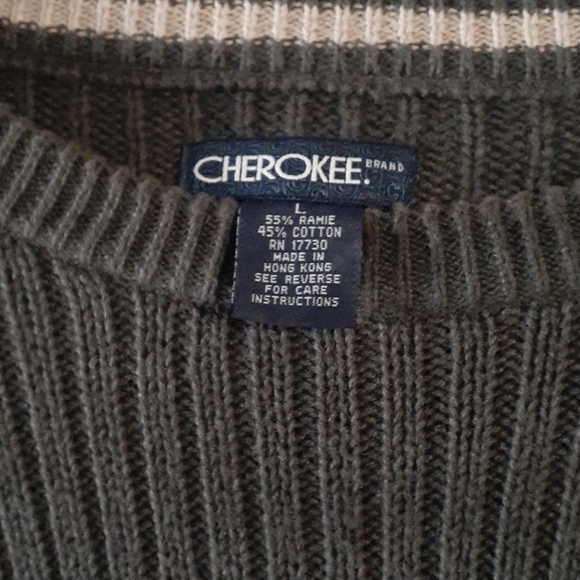 CHEROKEE. BRAND
L
55% RAMIE
45% COTTON
RN 17730
MADE IN
HONG KONG
SEE REVERSE
FOR CARE
INSTRUCTIONS